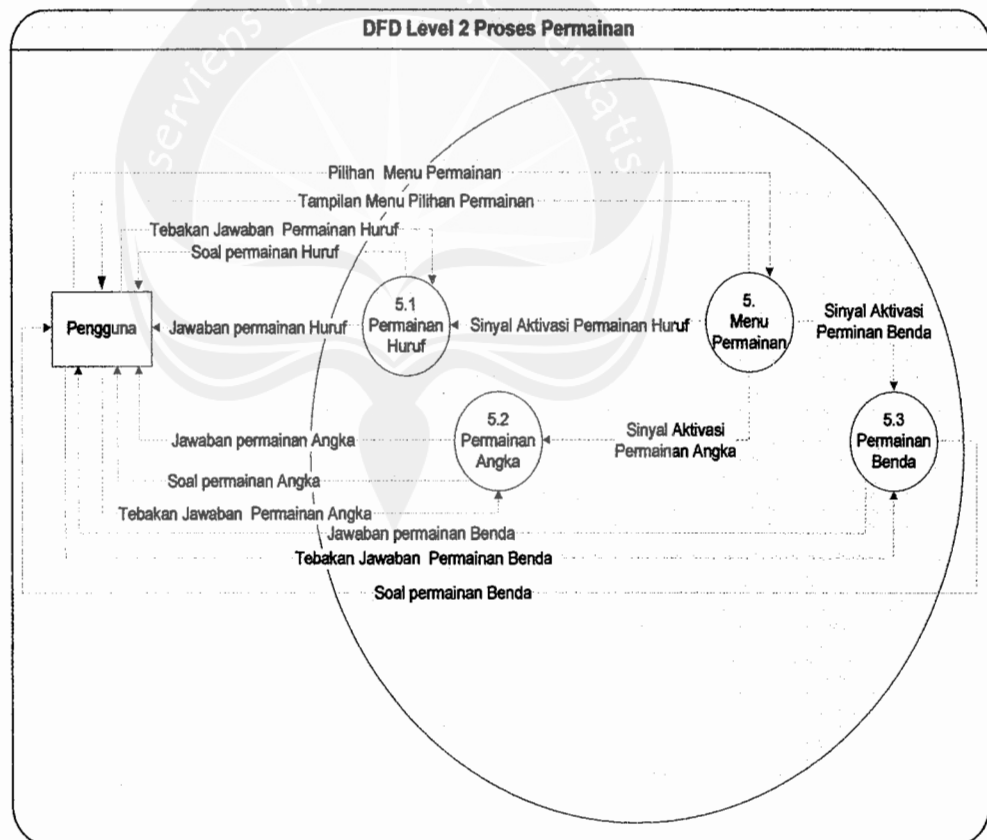 DFD Level 2 Proses Permainan
serviens in
veritatis
Pilihan Menu Permainan
Tampilan Menu Pilihan Permainan
Tebakan Jawaban Permainan Huruf
Soal permainan Huruf
Pengguna
Jawaban permainan Huruf
5.1
Permainan
Huruf
Sinyal Aktivasi Permainan Huruf
5.
Menu
Permainan
Sinyal Aktivasi
Perminan Benda
Jawaban permainan Angka
5.2
Permainan
Angka
Sinyal Aktivasi
Permainan Angka
5.3
Permainan
Benda
Soal permainan Angka
Tebakan Jawaban Permainan Angka
Jawaban permainan Benda
Tebakan Jawaban Permainan Benda
Soal permainan Benda